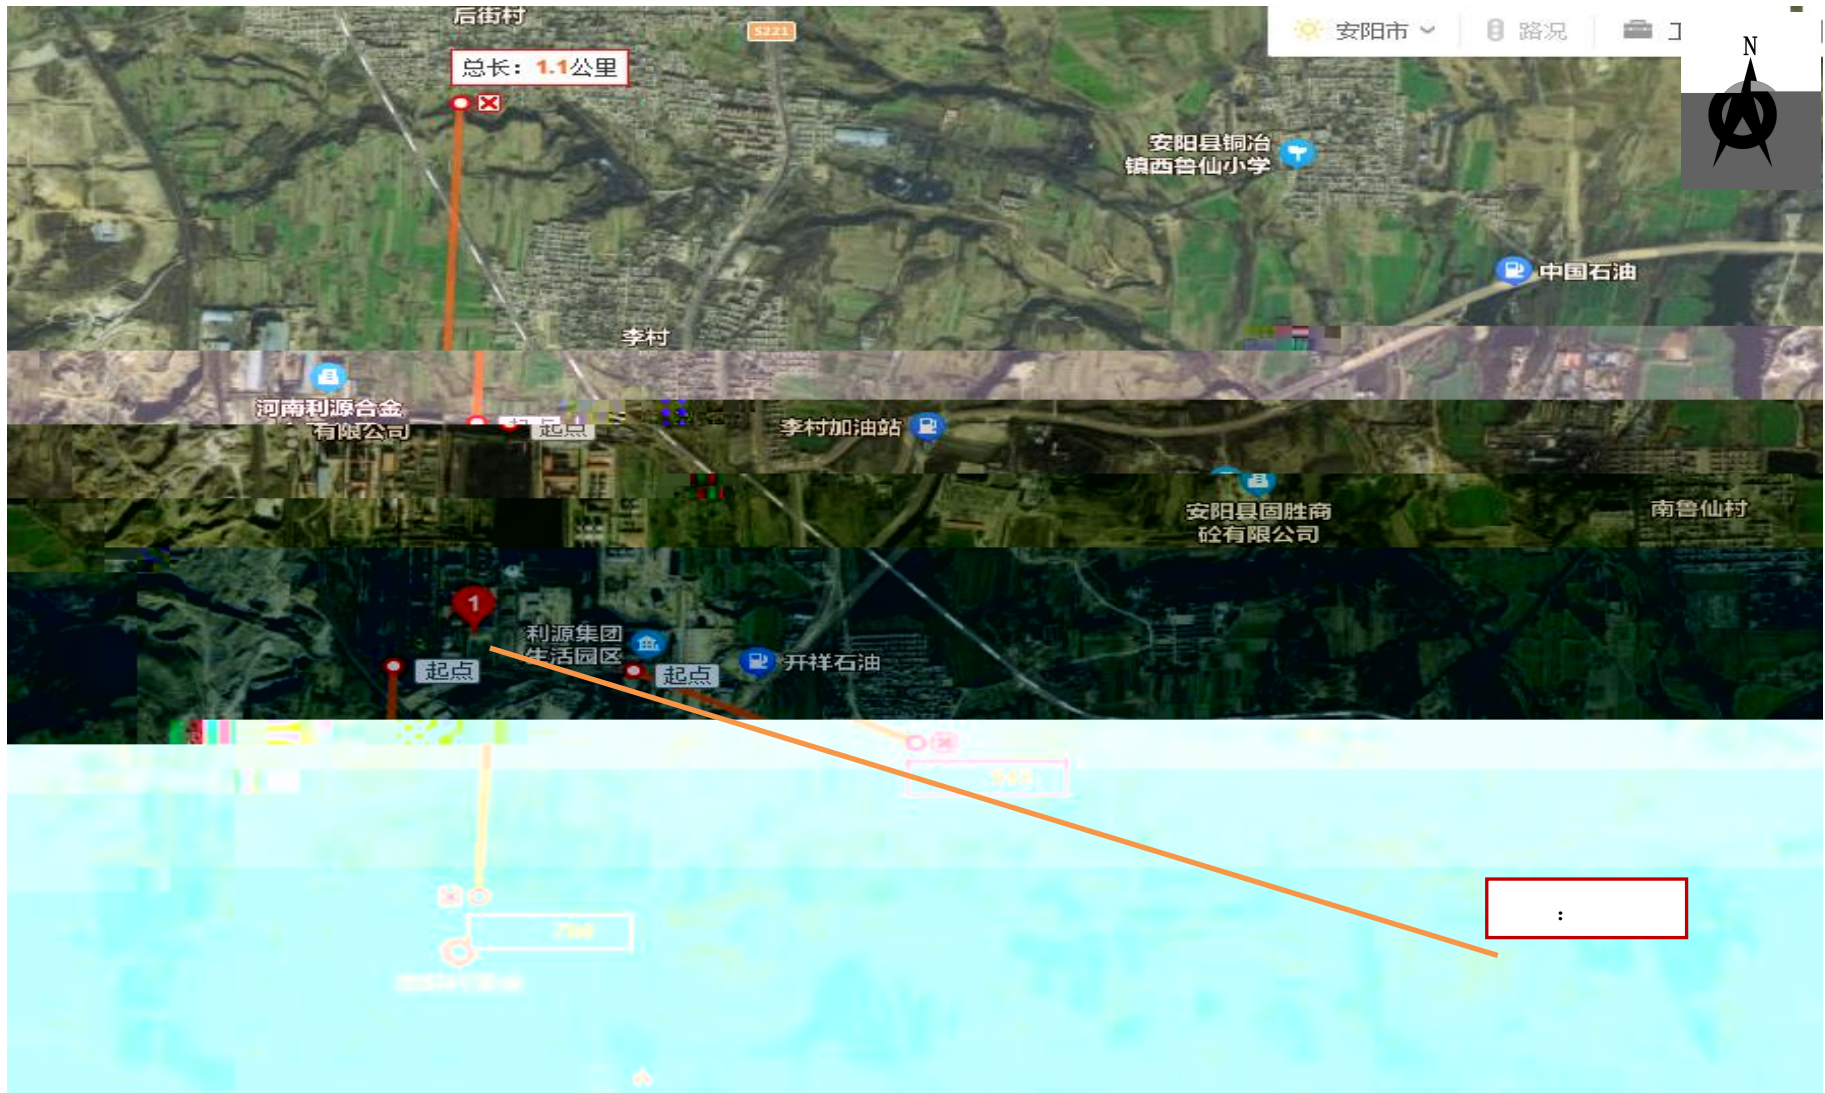 后街村
S221
安阳市
路况
N
总长：1.1公里
安阳县铜冶
镇西鲁仙小学
中国石油
李村
河南利源合金
有限公司
起点
李村加油站
安阳县固胜商
砼有限公司
南鲁仙村
1
利源集团
生活园区
起点
起点
开祥石油
：